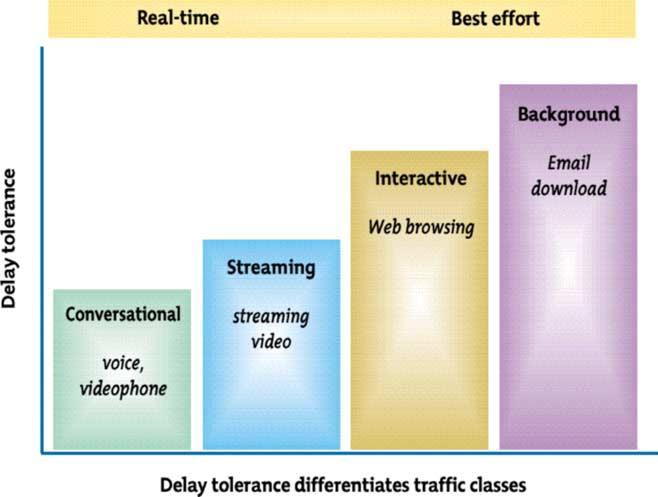 Real-time
Best effort
Delay tolerance
Background
Email
download
Interactive
Web browsing
Streaming
streaming
video
Conversational
voice,
videophone
Delay tolerance differentiates traffic classes